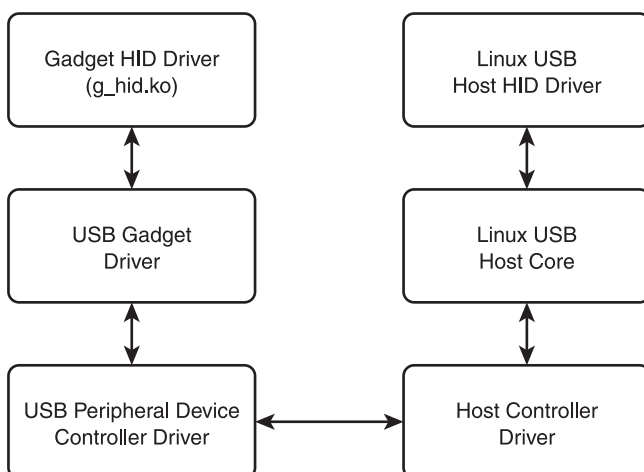 Gadget HID Driver
(g_hid.ko)
Linux USB
Host HID Driver
USB Gadget
Driver
Linux USB
Host Core
USB Peripheral Device
Controller Driver
Host Controller
Driver